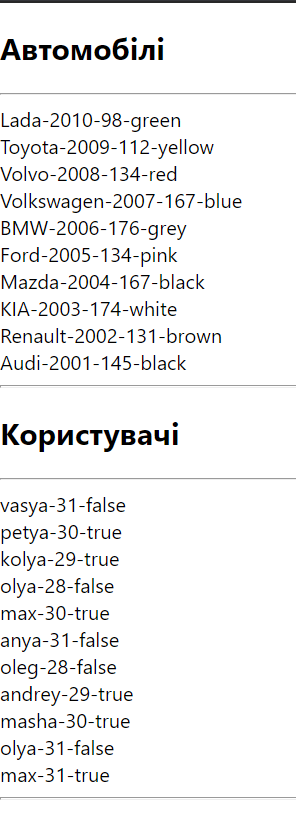 Автомобілі
Lada-2010-98-green
Toyota-2009-112-yellow
Volvo-2008-134-red
Volkswagen-2007-167-blue
BMW-2006-176-grey
Ford-2005-134-pink
Mazda-2004-167-black
KIA-2003-174-white
Renault-2002-131-brown
Audi-2001-145-black
Користувачі
vasya-31-false
petya-30-true
kolya-29-true
olya-28-false
max-30-true
anya-31-false
oleg-28-false
andrey-29-true
masha-30-true
olya-31-false
max-31-true